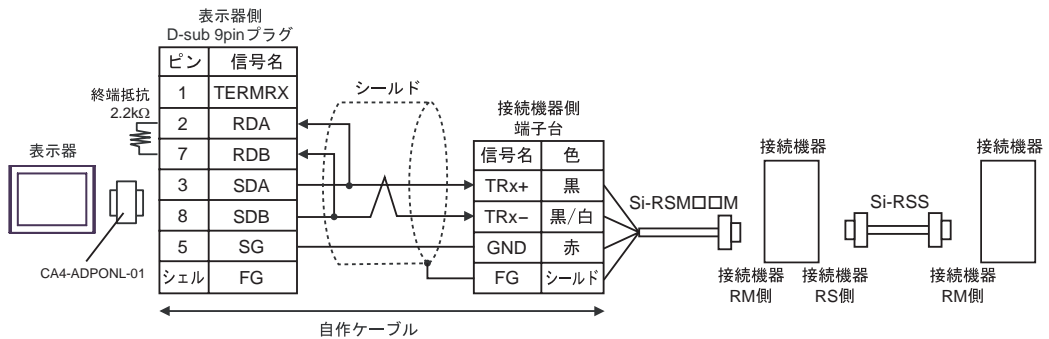 表示器側
D-sub 9pinプラグ
ピン 信号名
1 TERMRX
2 RDA
7 RDB
3 SDA
8 SDB
5 SG
シェル FG
終端抵抗
2.2kΩ
表示器
CA4-ADPONL-01
シールド
接続機器側
端子台
信号名 色
TRx+ 黒
TRx− 黒/白
GND 赤
FG シールド
自作ケーブル
Si-RSM□□M
接続機器
接続機器
RM側
接続機器
RS側
Si-RSS
接続機器
接続機器
RM側